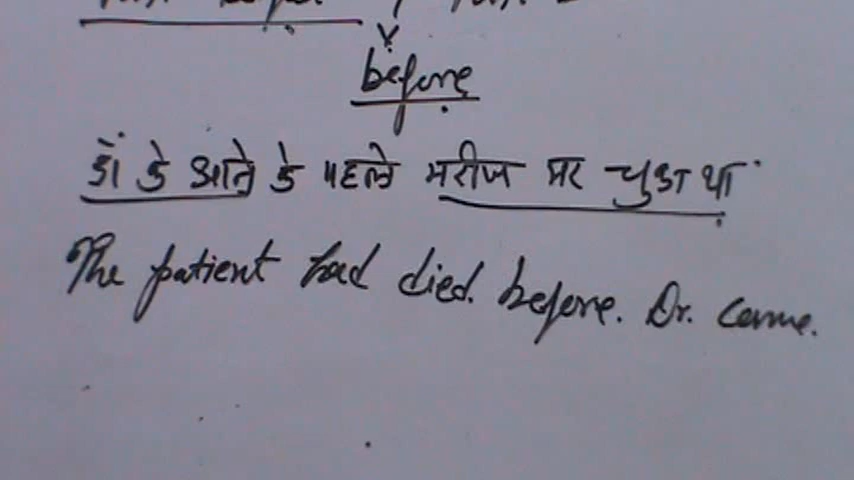 before
डॉ के आने के पहले मरीज मर चुका था
The patient had died. before. Dr. came.